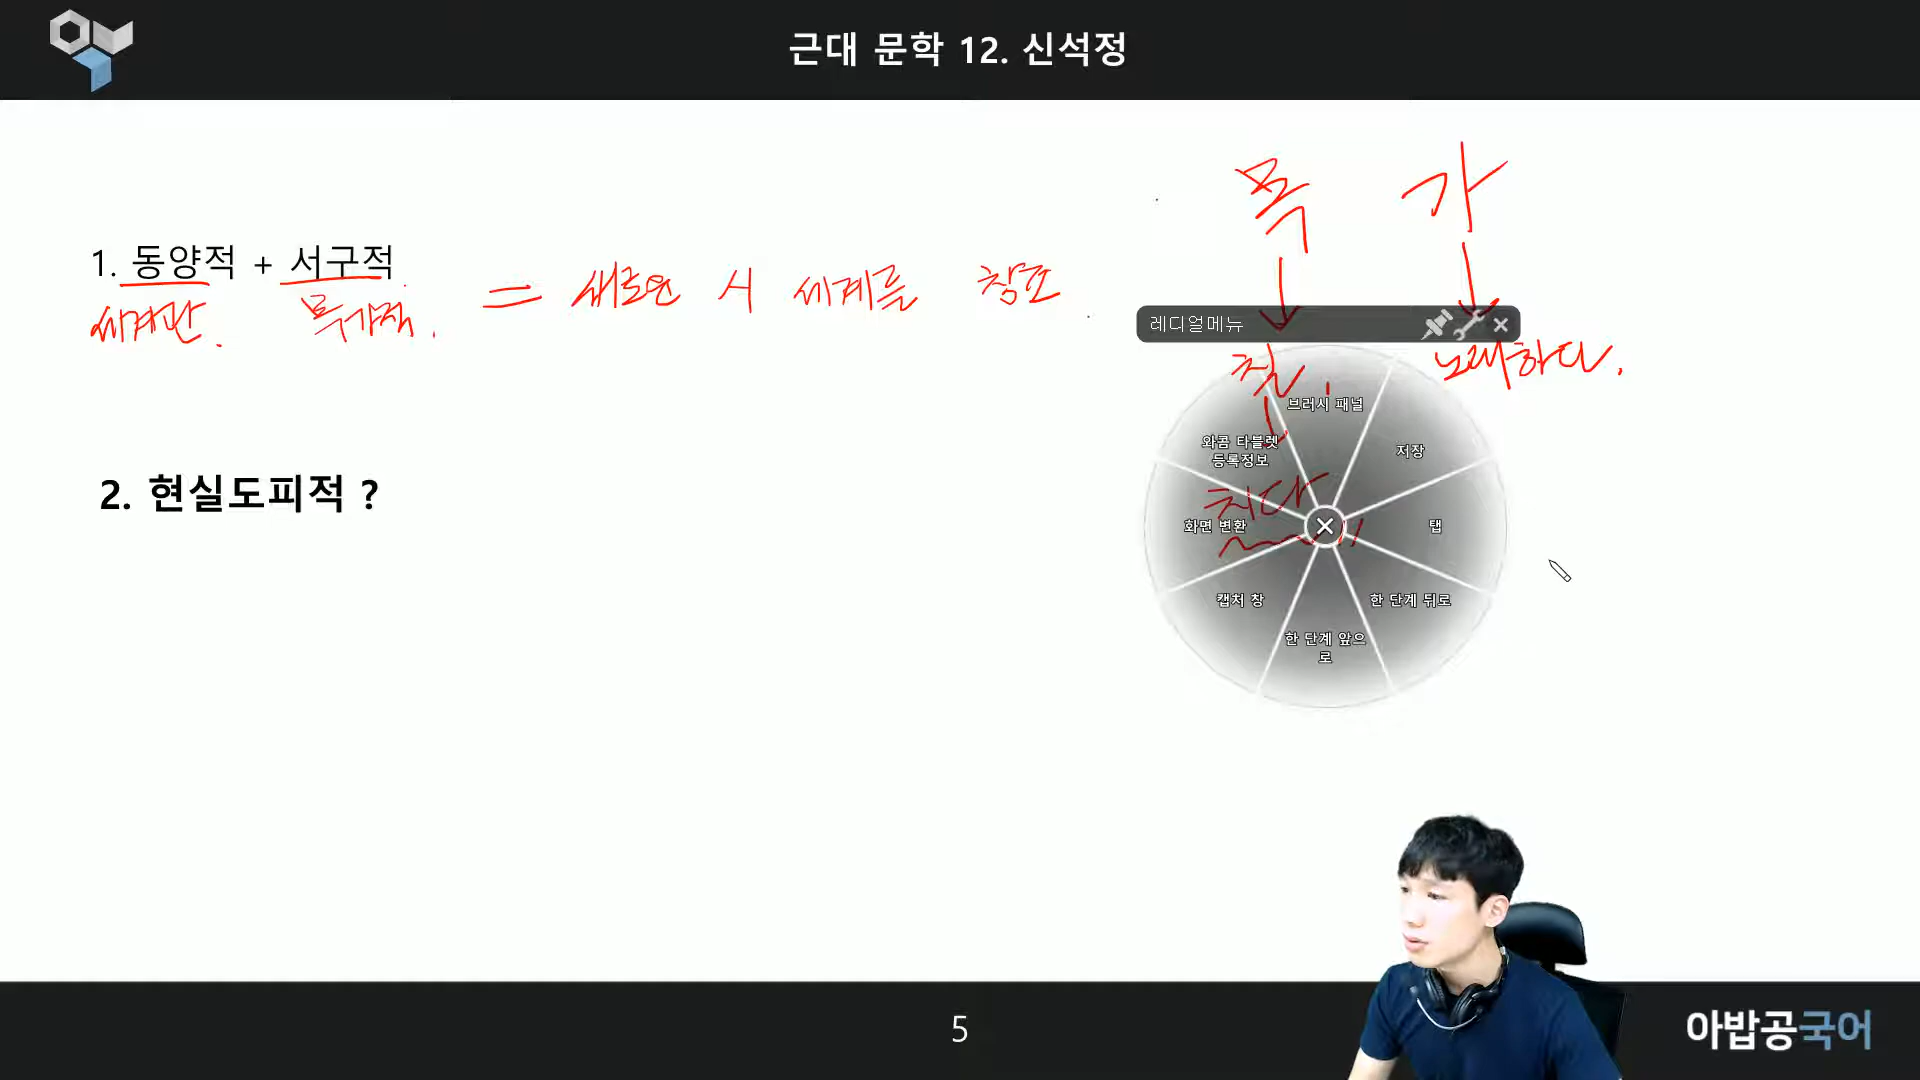 근대 문학 12. 신석정
1. 동양적 + 서구적
세계관. 목가적. = 새로운 시 세계를 창조
목 가
레디얼메뉴
칠. 노래하다.
브러시 패널
와콤 타블렛
등록정보
저장
치다
화면 변환
탭
캡처 창
한 단계 뒤로
한 단계 앞으
로
2. 현실도피적 ?
5
아밥공국어